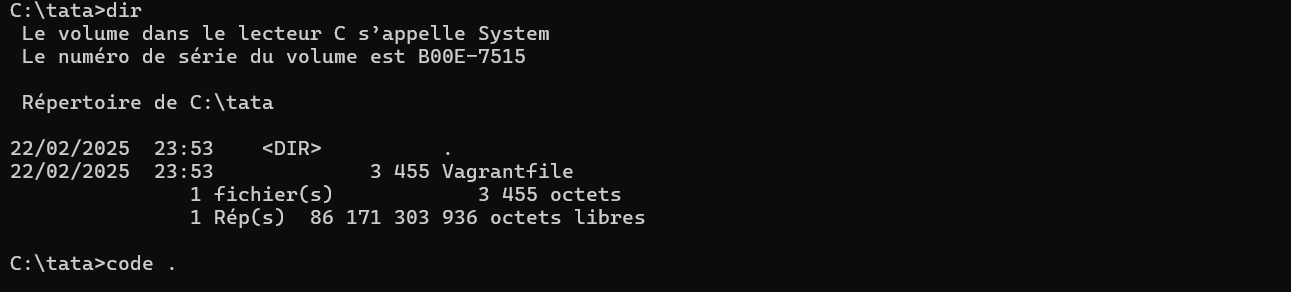 C:\tata>dir
 Le volume dans le lecteur C s’appelle System
 Le numéro de série du volume est B00E-7515

 Répertoire de C:\tata

22/02/2025  23:53    <DIR>          .
22/02/2025  23:53             3 455 Vagrantfile
               1 fichier(s)            3 455 octets
               1 Rép(s)  86 171 303 936 octets libres

C:\tata>code .